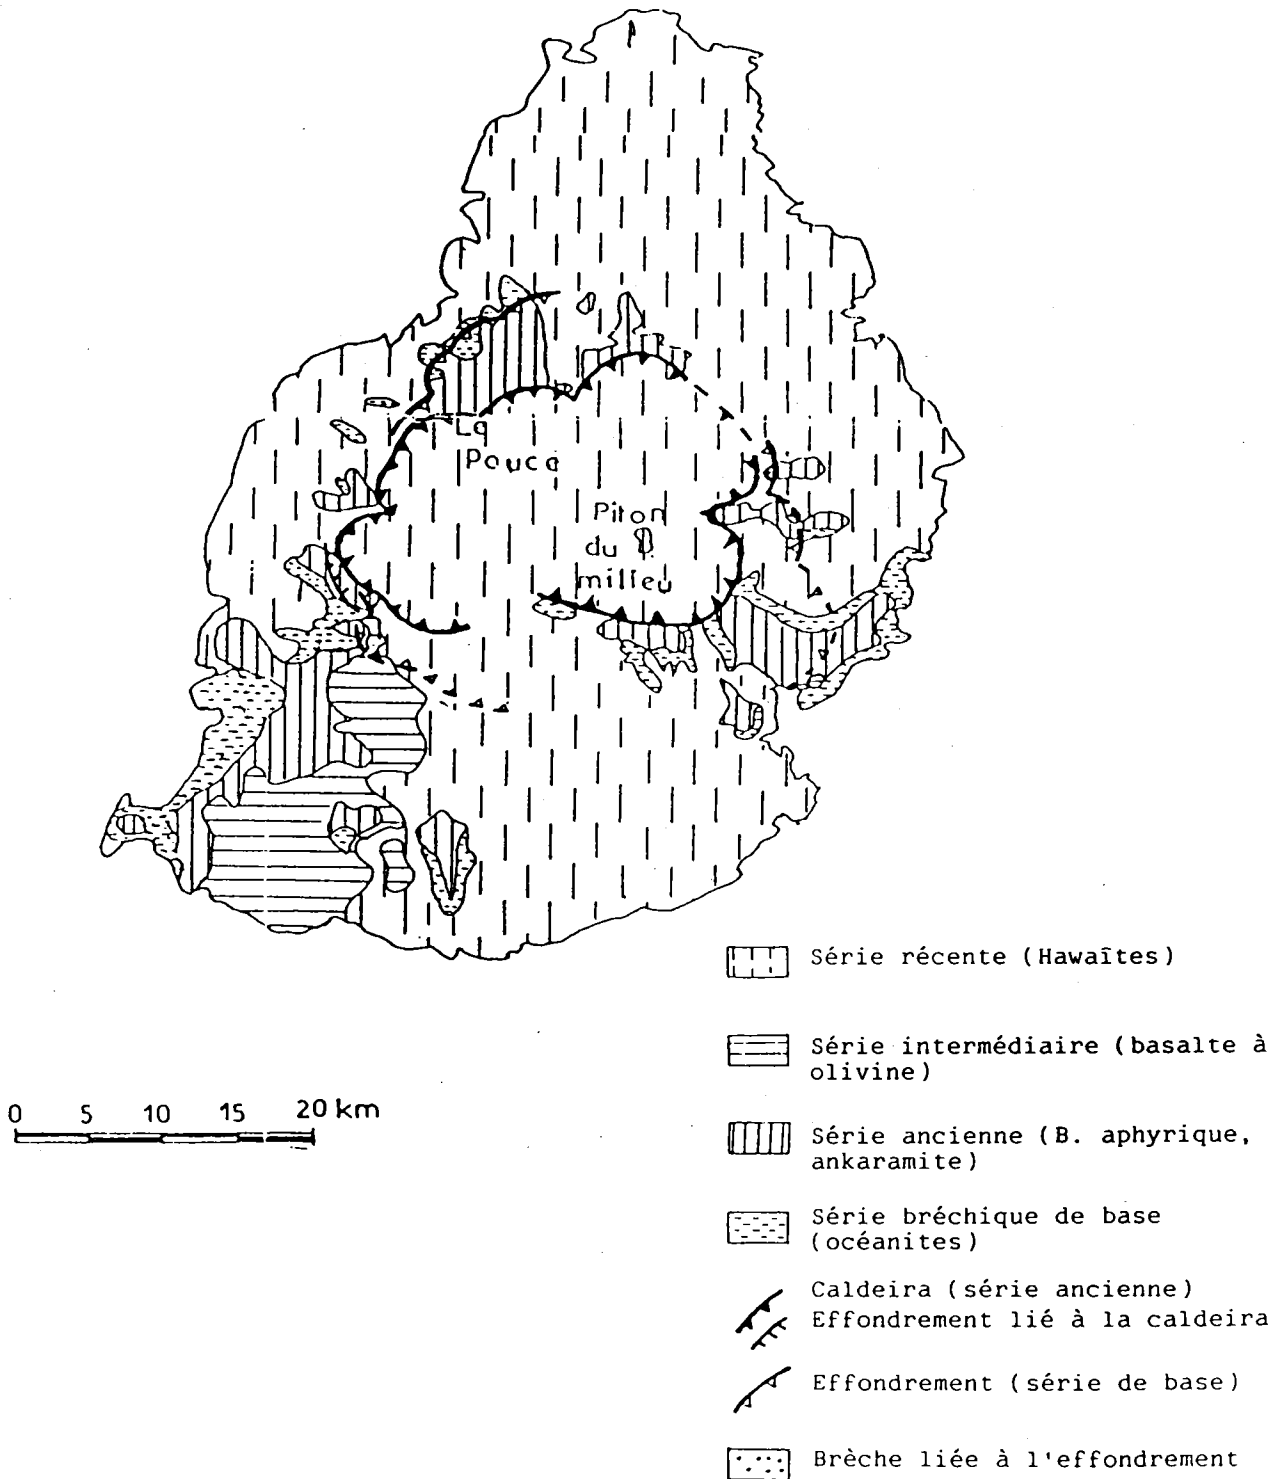 La
Pouce
Piton
du
milieu
Série récente (Hawaîtes)
Série intermédiaire (basalte à
olivine)
0 5 10 15 20 km
Série ancienne (B. aphyrique,
ankaramite)
Série bréchique de base
(océanites)
Caldeira (série ancienne)
Effondrement lié à la caldeira
Effondrement (série de base)
Brèche liée à l'effondrement